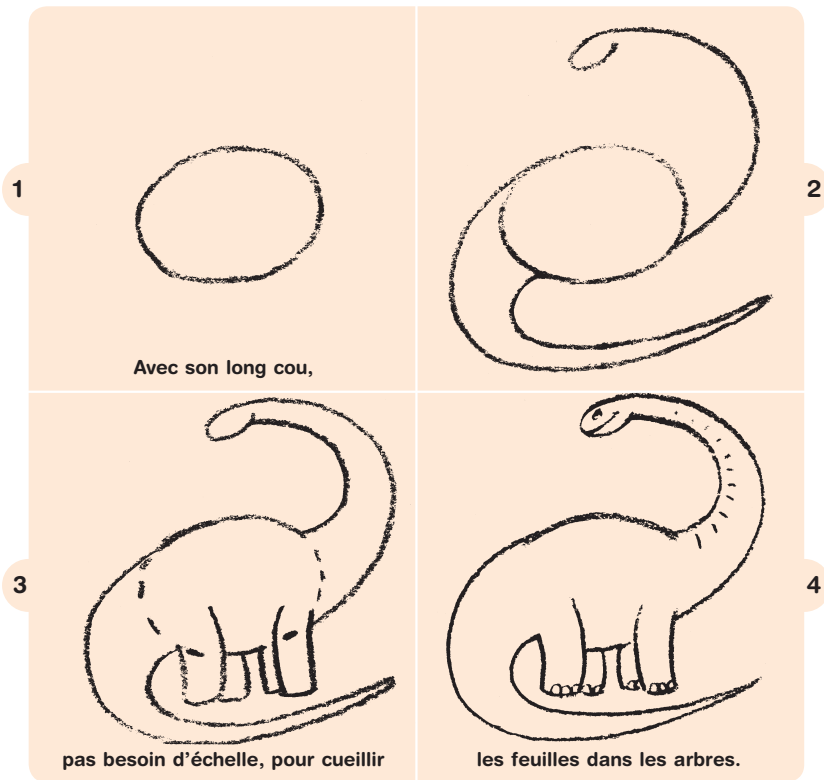 1
2
Avec son long cou,
3
4
pas besoin d'échelle, pour cueillir
les feuilles dans les arbres.